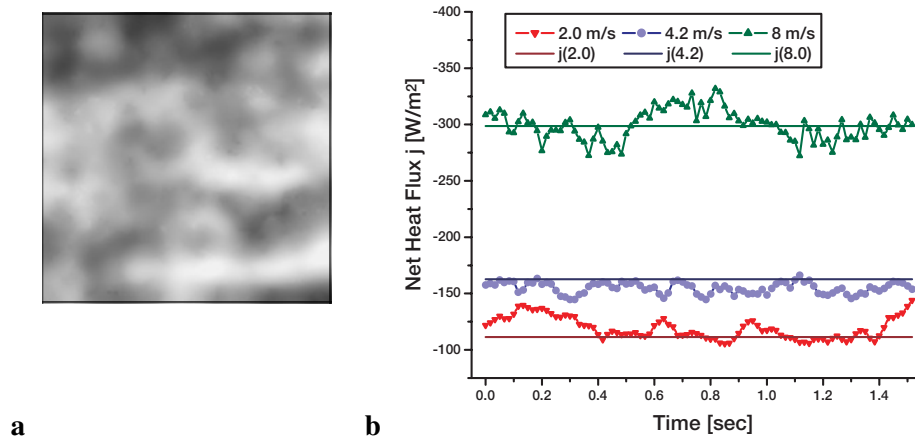 2.0 m/s 4.2 m/s 8 m/s
j(2.0) j(4.2) j(8.0)
Net Heat Flux j [W/m²]
-400
-350
-300
-250
-200
-150
-100
0.0 0.2 0.4 0.6 0.8 1.0 1.2 1.4
Time [sec]
a b